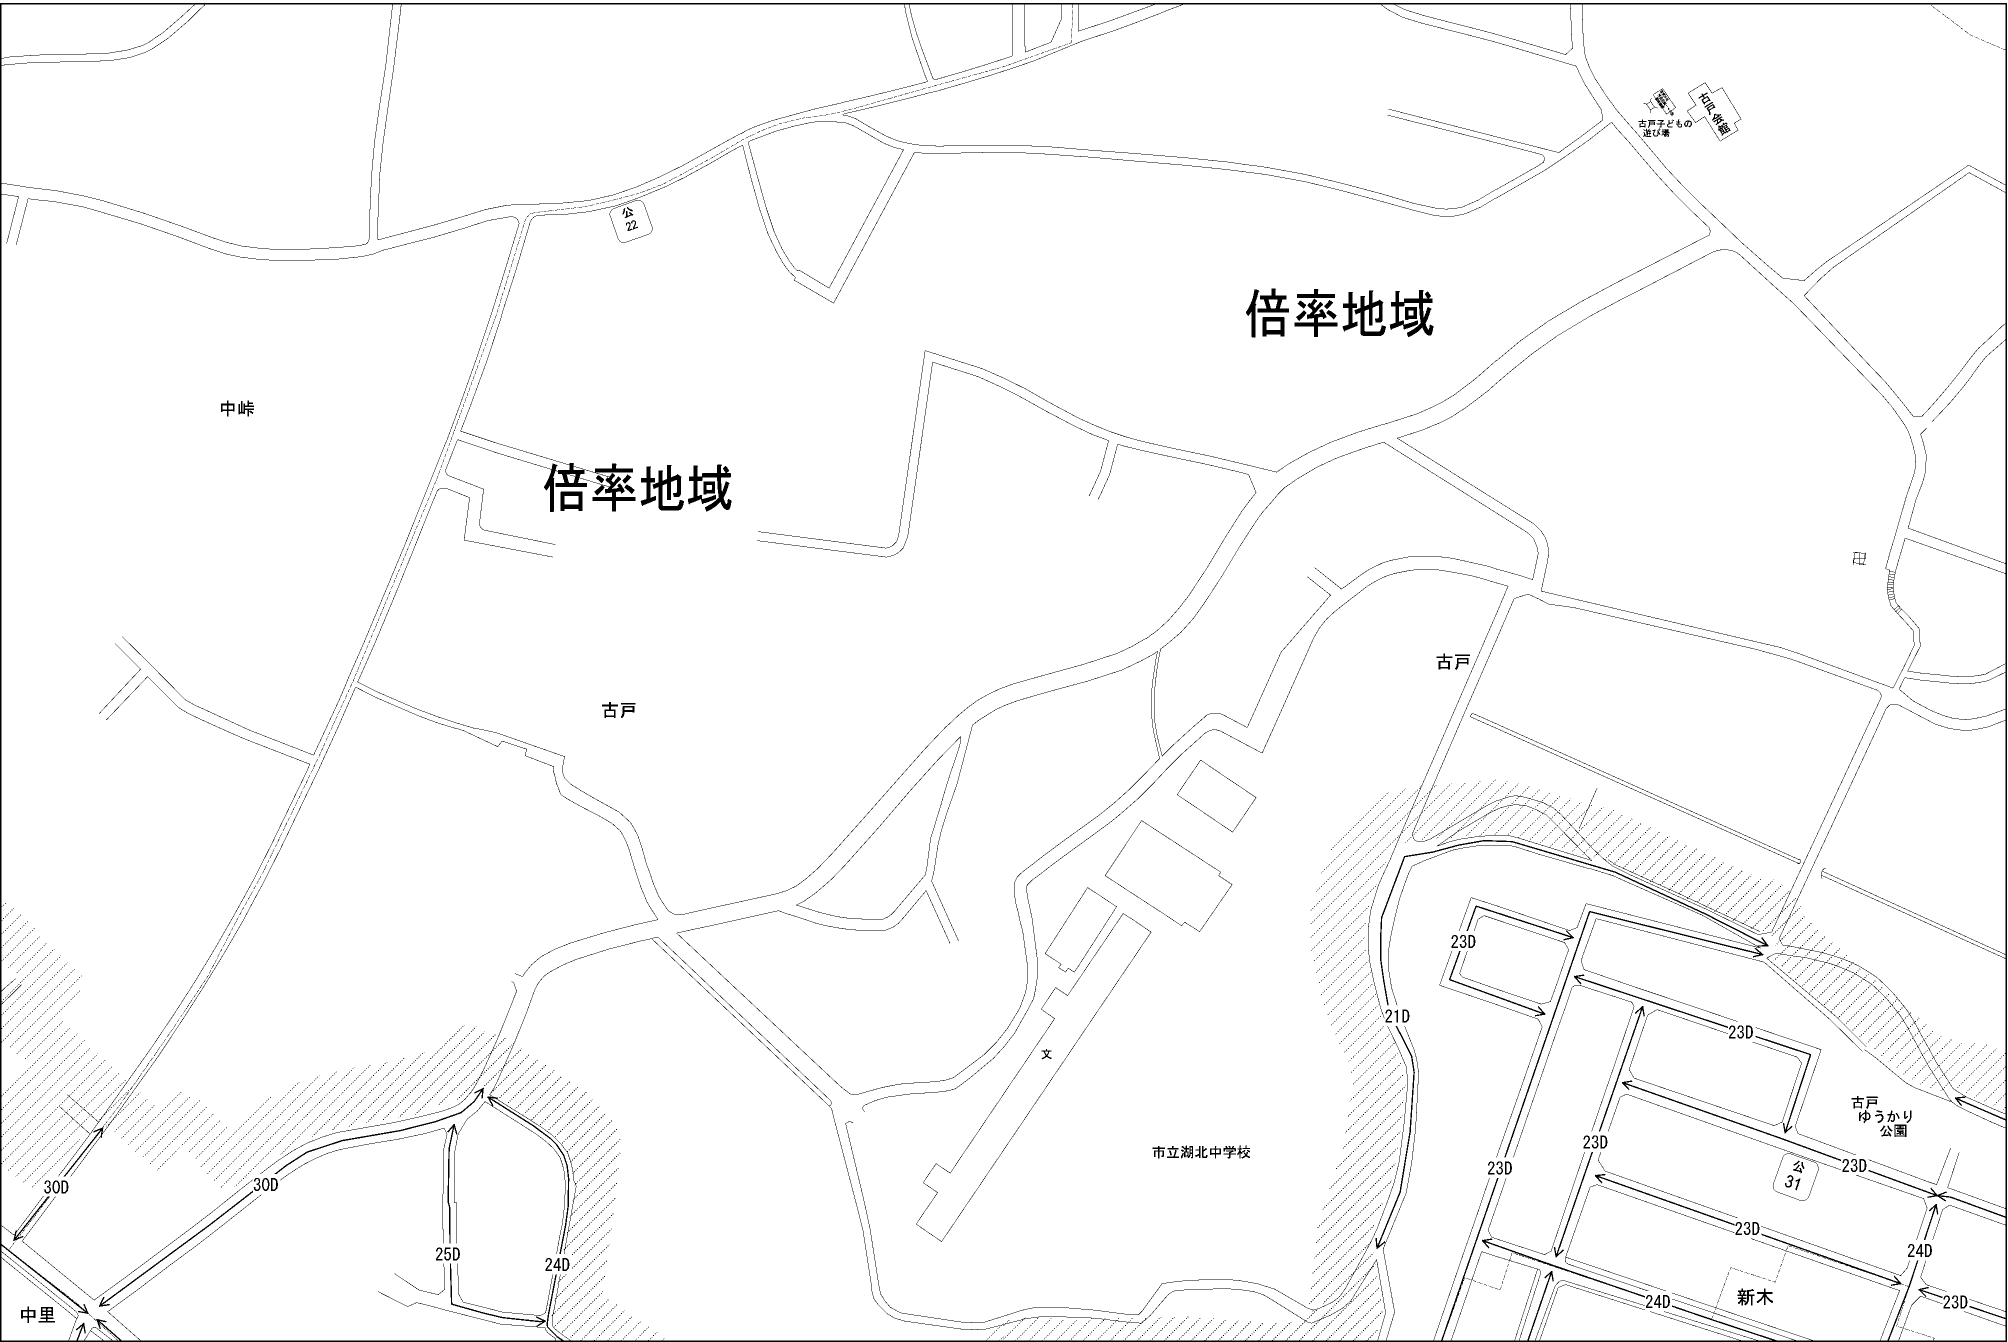 古戸会館
古戸子どもの
遊び場
公
22
倍率地域
中峠
倍率地域
古戸
古戸
23D
21D
23D
文
古戸
ゆうかり
公園
市立湖北中学校
23D
23D
23D
公
31
30D
30D
23D
25D
24D
24D
新木
24D
23D
中里